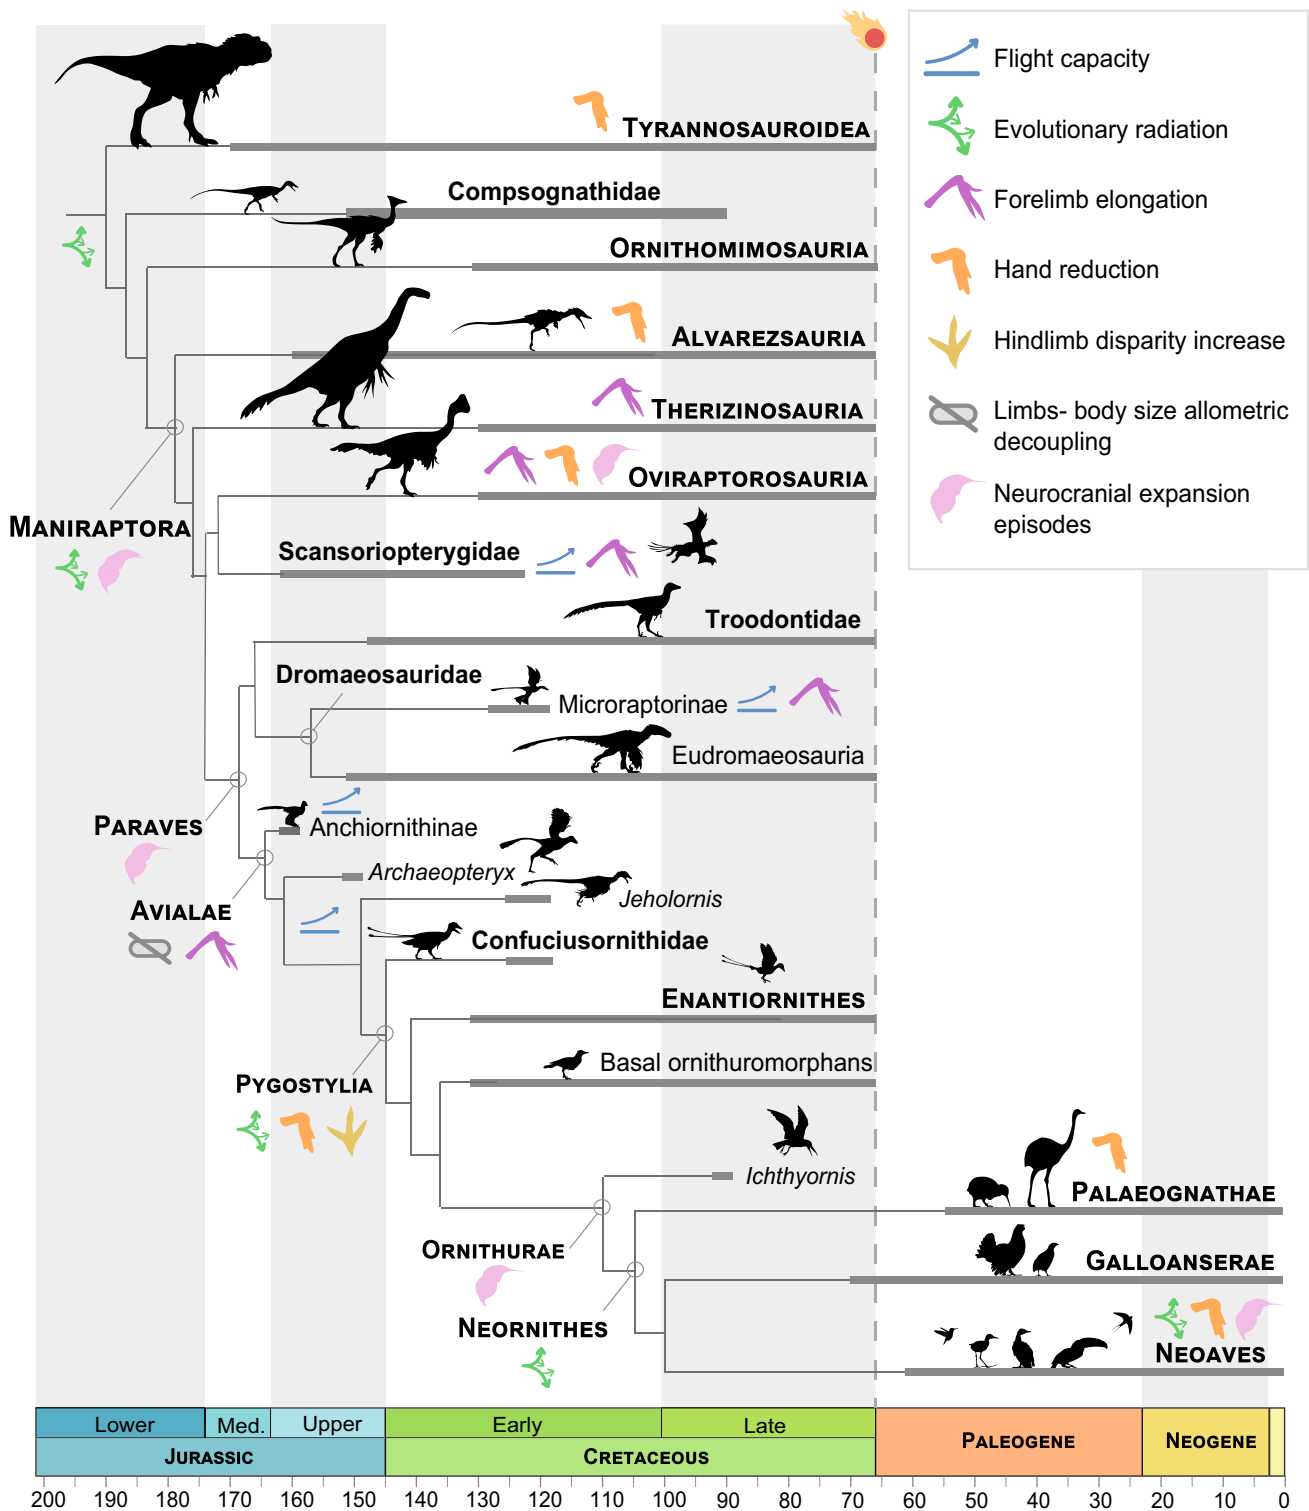 Flight capacity
Evolutionary radiation
Forelimb elongation
Hand reduction
Hindlimb disparity increase
Limbs- body size allometric
decoupling
Neurocranial expansion
episodes
TYRANNOSAUROIDEA
Compsognathidae
ORNITHOMIMOSAURIA
ALVAREZSAURIA
THERIZINOSAURIA
OVIRAPTOROSAURIA
MANIRAPTORA
Scansoriopterygidae
Troodontidae
Dromaeosauridae
Microraptorinae
Eudromaeosauria
PARAVES
Anchiornithinae
Archaeopteryx
Jeholornis
AVIALAE
Confuciusornithidae
ENANTIORNITHES
Basal ornithuromorphans
PYGOSTYLIA
Ichthyornis
PALAEOGNATHAE
ORNITHURAE
GALLOANSERAE
NEORNITHES
NEOAVES
Lower Med. Upper Early Late
JURASSIC CRETACEOUS PALEOGENE NEOGENE
200 190 180 170 160 150 140 130 120 110 100 90 80 70 60 50 40 30 20 10 0